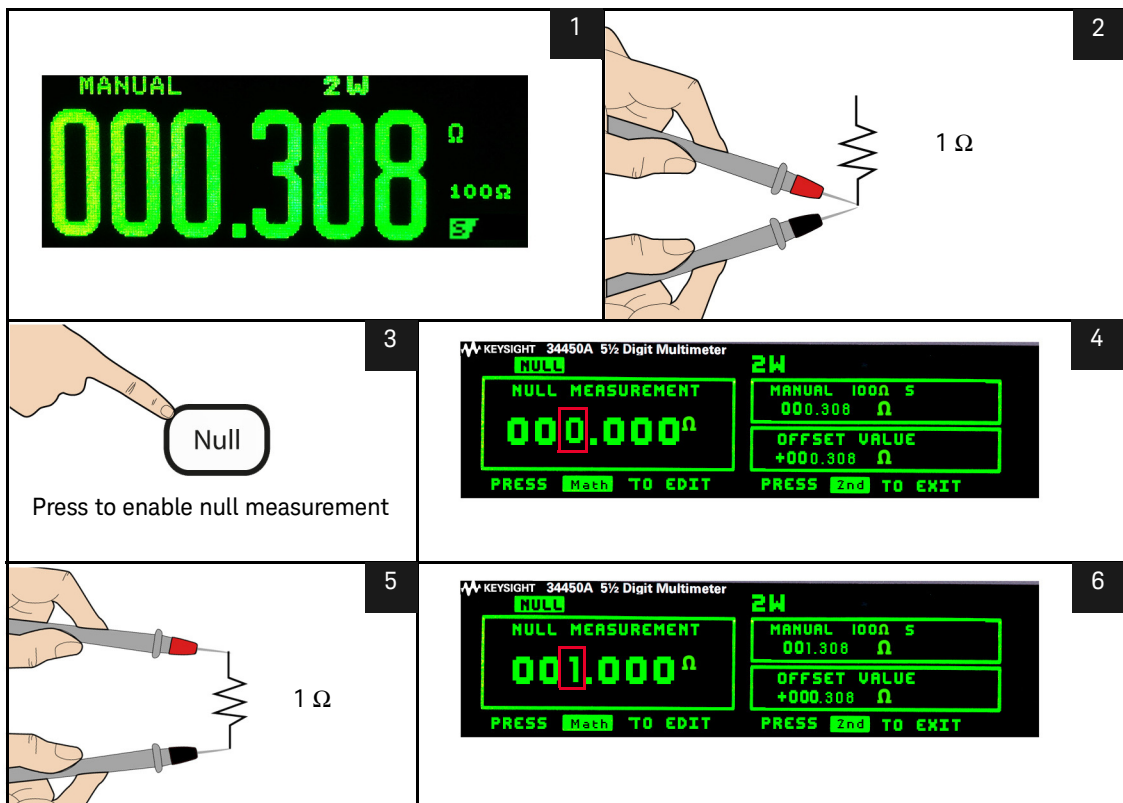 1
MANUAL 2W
000.308 Ω
100Ω
S
2
1 Ω
3
Null
Press to enable null measurement
4
KEYSIGHT 34450A 5½ Digit Multimeter
NULL 2W
NULL MEASUREMENT
000.000 Ω
MANUAL 100Ω S
000.308 Ω
OFFSET VALUE
+000.308 Ω
PRESS Math TO EDIT PRESS 2nd TO EXIT
5
1 Ω
6
KEYSIGHT 34450A 5½ Digit Multimeter
NULL 2W
NULL MEASUREMENT
001.000 Ω
MANUAL 100Ω S
001.308 Ω
OFFSET VALUE
+000.308 Ω
PRESS Math TO EDIT PRESS 2nd TO EXIT